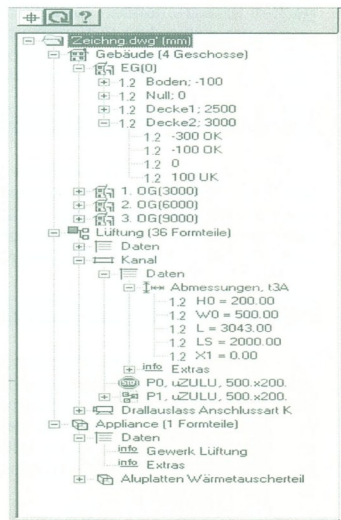 'Zeichng.dwg' (mm)
Gebäude (4 Geschosse)
EG(0)
1.2 Boden; -100
1.2 Null; 0
1.2 Decke1; 2500
1.2 Decke2; 3000
1.2 -300 OK
1.2 -100 OK
1.2 0
1.2 100 UK
1. OG(3000)
2. OG(6000)
3. OG(9000)
Lüftung (36 Formteile)
Daten
Kanal
Daten
Abmessungen, t3A
1.2 H0 = 200.00
1.2 W0 = 500.00
1.2 L = 3043.00
1.2 LS = 2000.00
1.2 X1 = 0.00
info Extras
P0, uZULU, 500.x200.
P1, uZULU, 500.x200.
Drallauslass Anschlussart K
Appliance (1 Formteile)
Daten
info Gewerk Lüftung
info Extras
Aluplatten Wärmetauscherteil